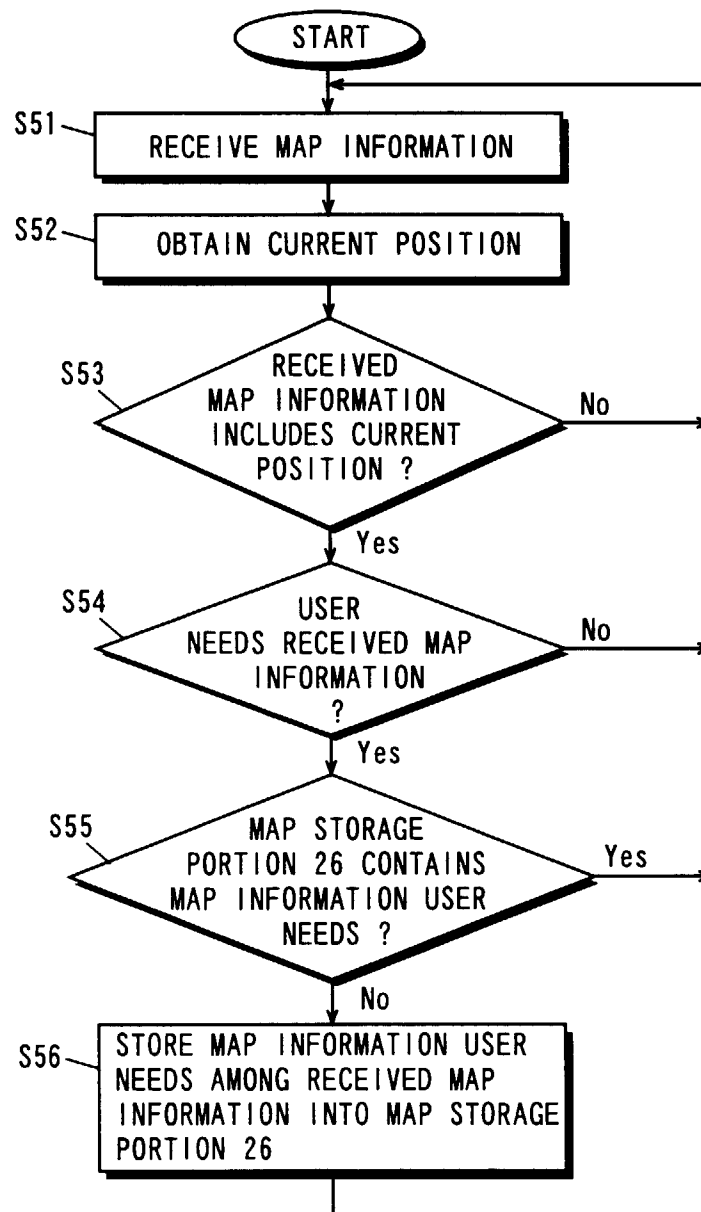 START
S51
RECEIVE MAP INFORMATION
S52
OBTAIN CURRENT POSITION
S53
RECEIVED
MAP INFORMATION
INCLUDES CURRENT
POSITION ?
No
Yes
S54
USER
NEEDS RECEIVED MAP
INFORMATION
?
No
Yes
S55
MAP STORAGE
PORTION 26 CONTAINS
MAP INFORMATION USER
NEEDS ?
Yes
No
S56
STORE MAP INFORMATION USER
NEEDS AMONG RECEIVED MAP
INFORMATION INTO MAP STORAGE
PORTION 26